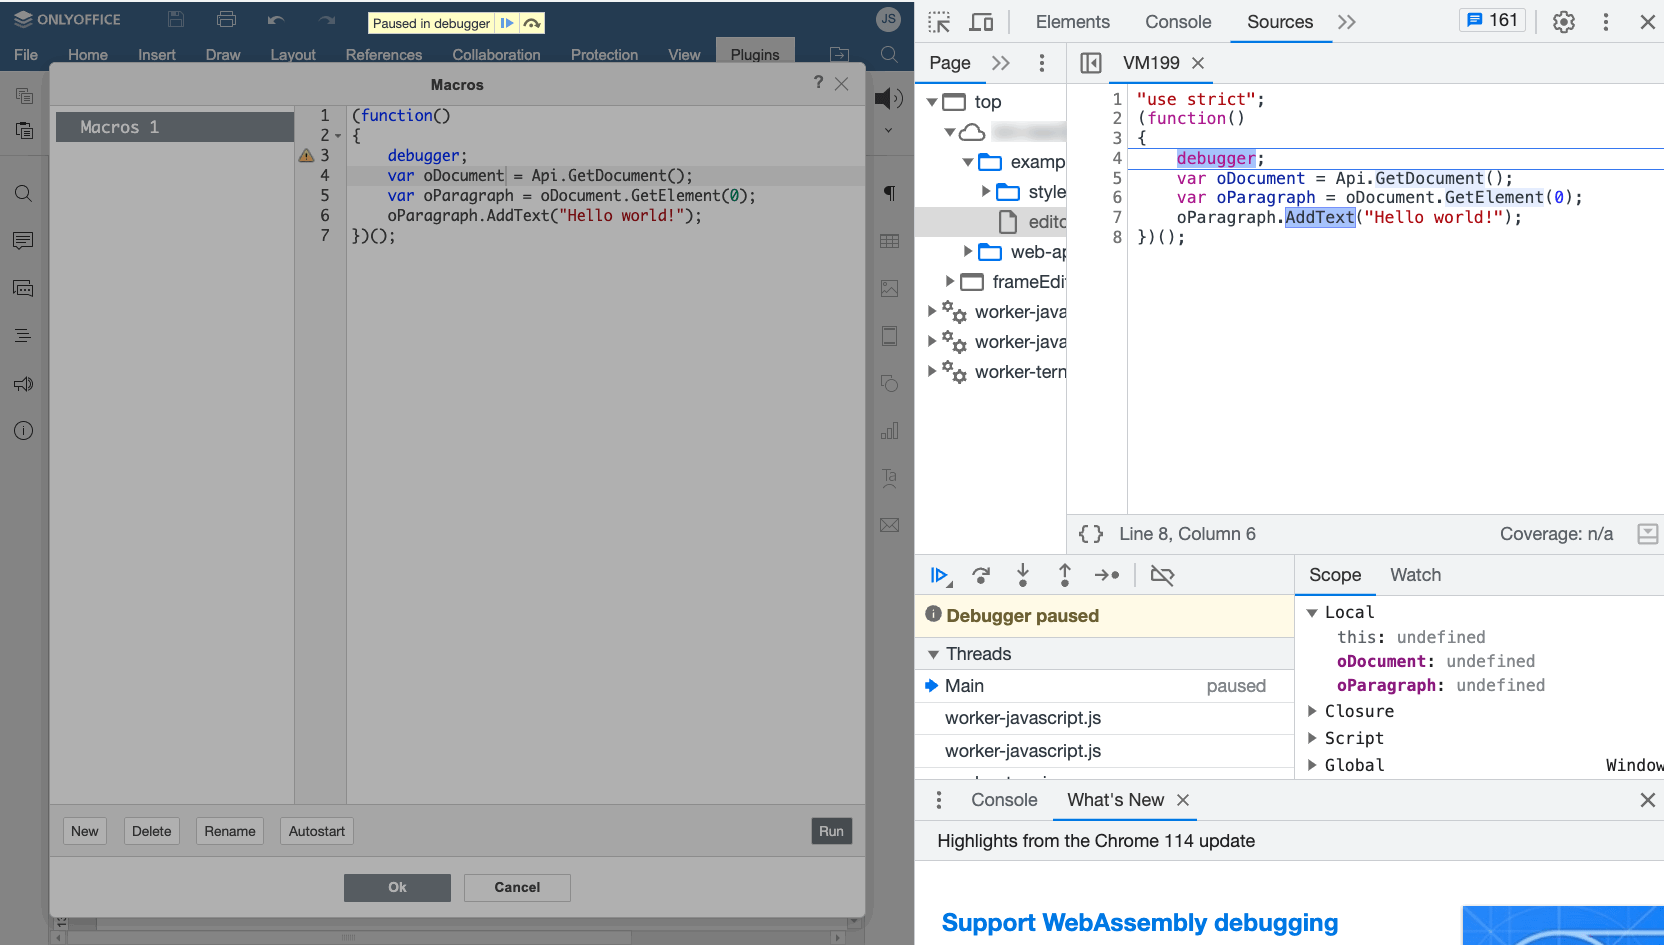 ONLYOFFICE
Paused in debugger
JS
File Home Insert Draw Layout References Collaboration Protection View Plugins
Macros
?
Macros 1
1 (function()
2 {
3 debugger;
4 var oDocument = Api.GetDocument();
5 var oParagraph = oDocument.GetElement(0);
6 oParagraph.AddText("Hello world!");
7 })();
New Delete Rename Autostart Run
Ok Cancel
Elements Console Sources 161
Page
VM199
top
examp
style
edito
web-ap
frameEdit
worker-java
worker-java
worker-tern
1 "use strict";
2 (function()
3 {
4 debugger;
5 var oDocument = Api.GetDocument();
6 var oParagraph = oDocument.GetElement(0);
7 oParagraph.AddText("Hello world!");
8 })();
{} Line 8, Column 6 Coverage: n/a
Debugger paused
Threads
Main paused
worker-javascript.js
worker-javascript.js
Scope Watch
Local
this: undefined
oDocument: undefined
oParagraph: undefined
Closure
Script
Global Window
Console What's New
Highlights from the Chrome 114 update
Support WebAssembly debugging